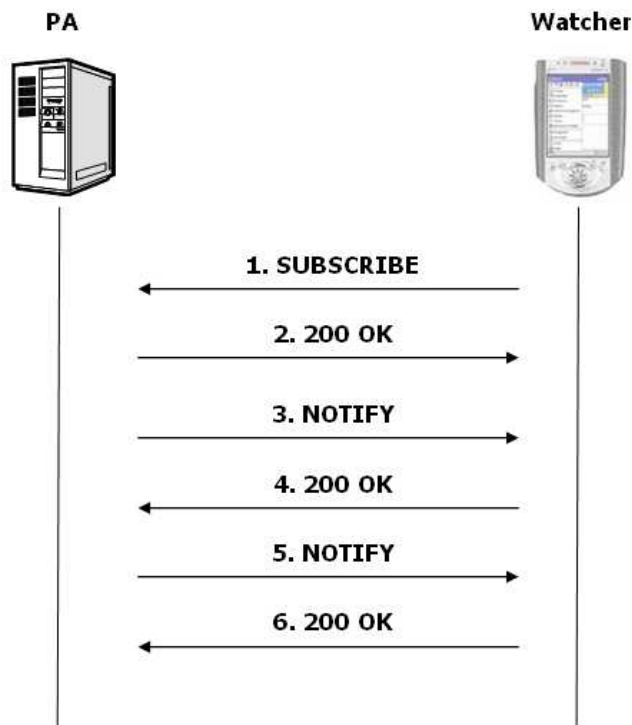 PA
Watcher
1. SUBSCRIBE
2. 200 OK
3. NOTIFY
4. 200 OK
5. NOTIFY
6. 200 OK